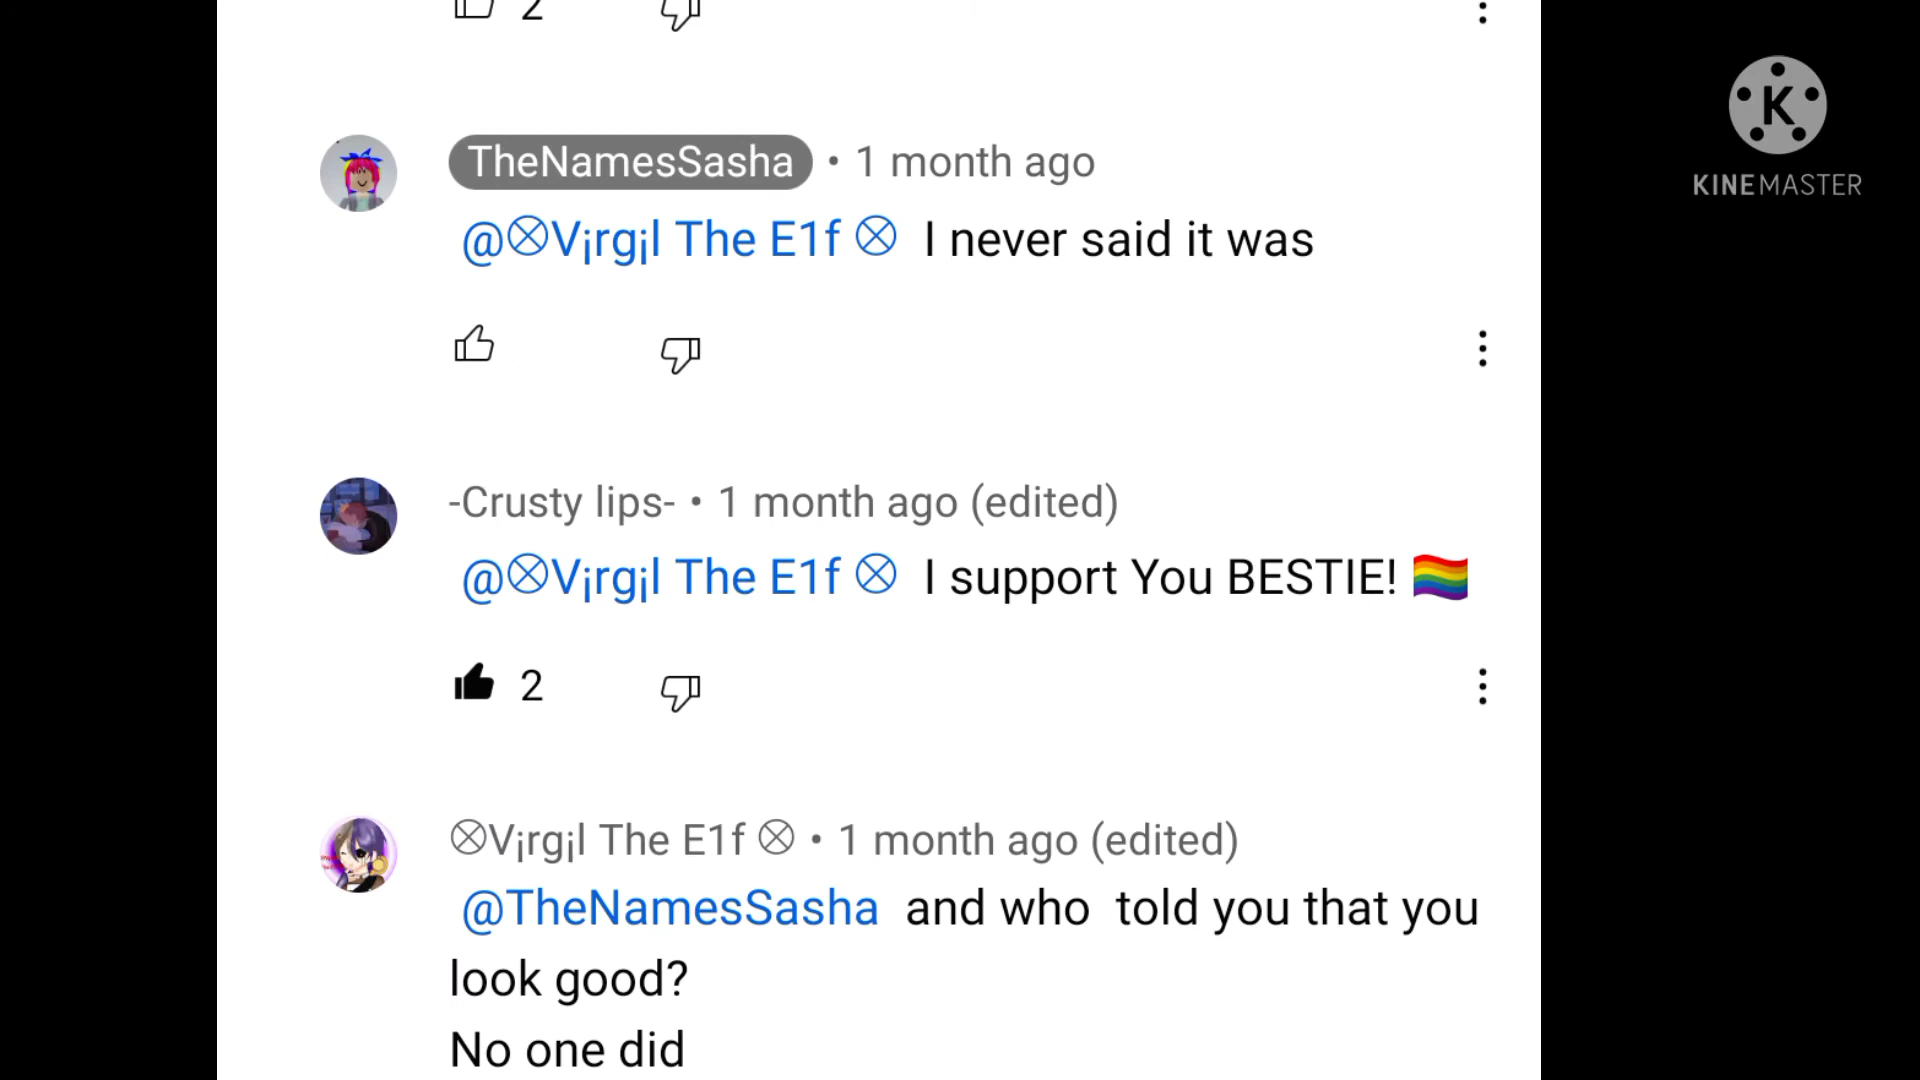 2
TheNamesSasha • 1 month ago
@⊗V¡rg¡l The E1f ⊗ I never said it was
-Crusty lips- • 1 month ago (edited)
@⊗V¡rg¡l The E1f ⊗ I support You BESTIE! 🏳️‍🌈
2
⊗V¡rg¡l The E1f ⊗ • 1 month ago (edited)
@TheNamesSasha and who told you that you
look good?
No one did
K
KINEMASTER